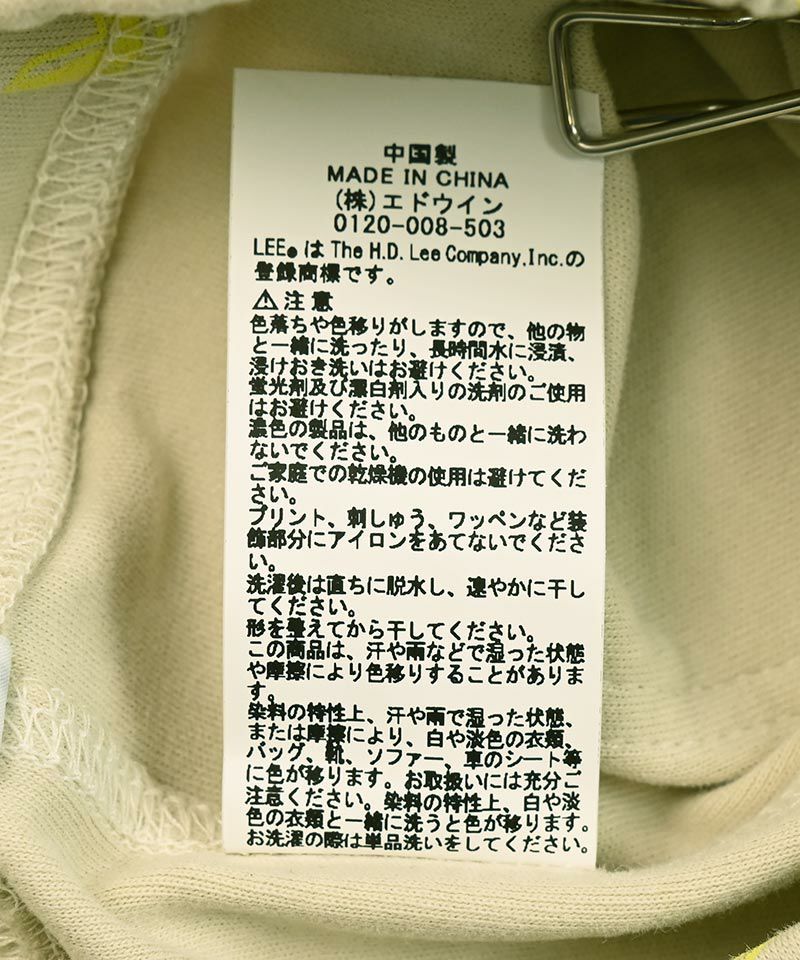 中国製
MADE IN CHINA
(株)エドウイン
0120-008-503
LEE®は The H.D. Lee Company,Inc.の
登録商標です。
⚠注意
色落ちや色移りがしますので、他の物
と一緒に洗ったり、長時間水に浸漬、
浸けおき洗いはお避けください。
蛍光剤及び漂白剤入りの洗剤のご使用
はお避けください。
濃色の製品は、他のものと一緒に洗わ
ないでください。
ご家庭での乾燥機の使用は避けてくだ
さい。
プリント、刺しゅう、ワッペンなど装
飾部分にアイロンをあてないでくださ
い。
洗濯後は直ちに脱水し、速やかに干し
てください。
形を整えてから干してください。
この商品は、汗や雨などで湿った状態
や摩擦により色移りすることがありま
す。
染料の特性上、汗や雨で湿った状態、
または摩擦により、白や淡色の衣類、
バッグ、靴、ソファー、車のシート等
に色が移ります。お取扱いには充分ご
注意ください。染料の特性上、白や淡
色の衣類と一緒に洗うと色が移ります。
お洗濯の際は単品洗いをしてください。